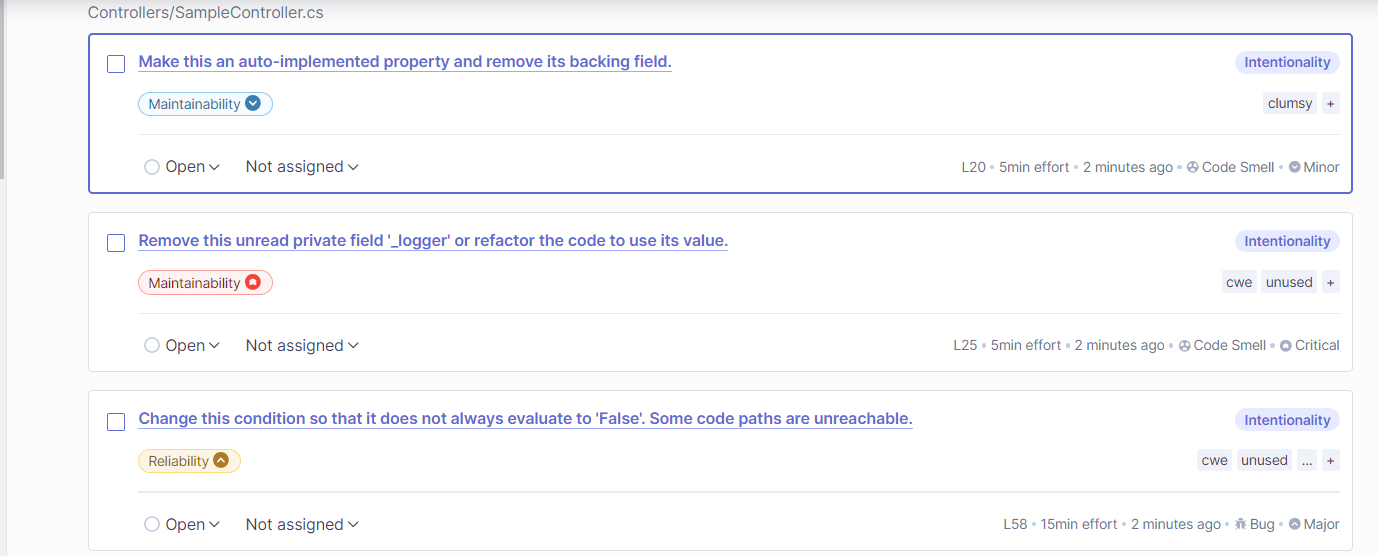 Controllers/SampleController.cs
Make this an auto-implemented property and remove its backing field. Intentionality
Maintainability clumsy +
Open Not assigned L20 • 5min effort • 2 minutes ago • Code Smell • Minor
Remove this unread private field '_logger' or refactor the code to use its value. Intentionality
Maintainability cwe unused +
Open Not assigned L25 • 5min effort • 2 minutes ago • Code Smell • Critical
Change this condition so that it does not always evaluate to 'False'. Some code paths are unreachable. Intentionality
Reliability cwe unused ... +
Open Not assigned L58 • 15min effort • 2 minutes ago • Bug • Major